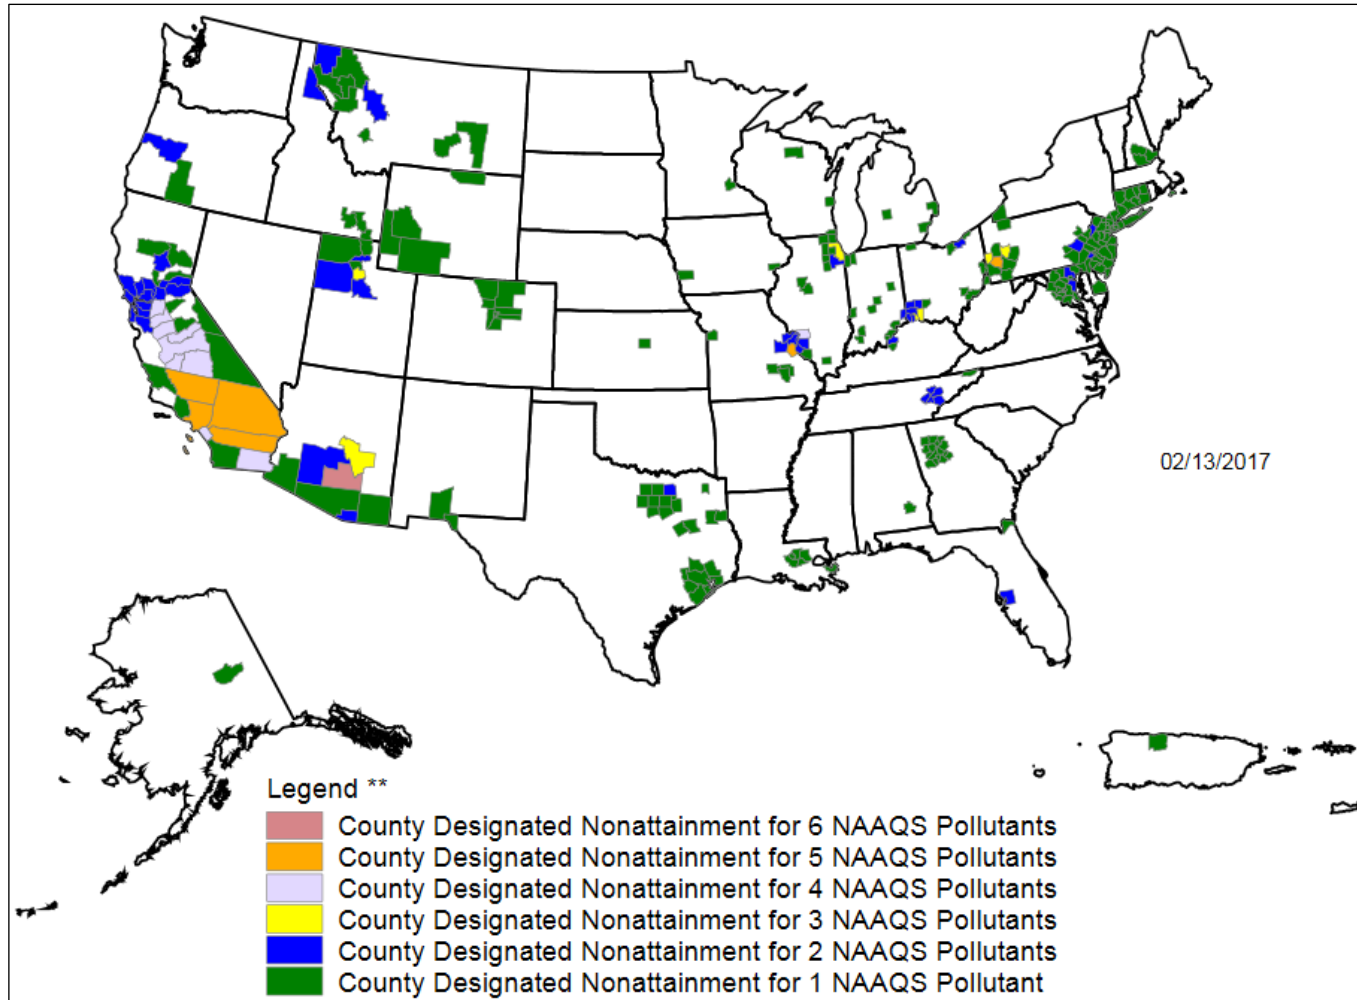 02/13/2017
Legend **
County Designated Nonattainment for 6 NAAQS Pollutants
County Designated Nonattainment for 5 NAAQS Pollutants
County Designated Nonattainment for 4 NAAQS Pollutants
County Designated Nonattainment for 3 NAAQS Pollutants
County Designated Nonattainment for 2 NAAQS Pollutants
County Designated Nonattainment for 1 NAAQS Pollutant